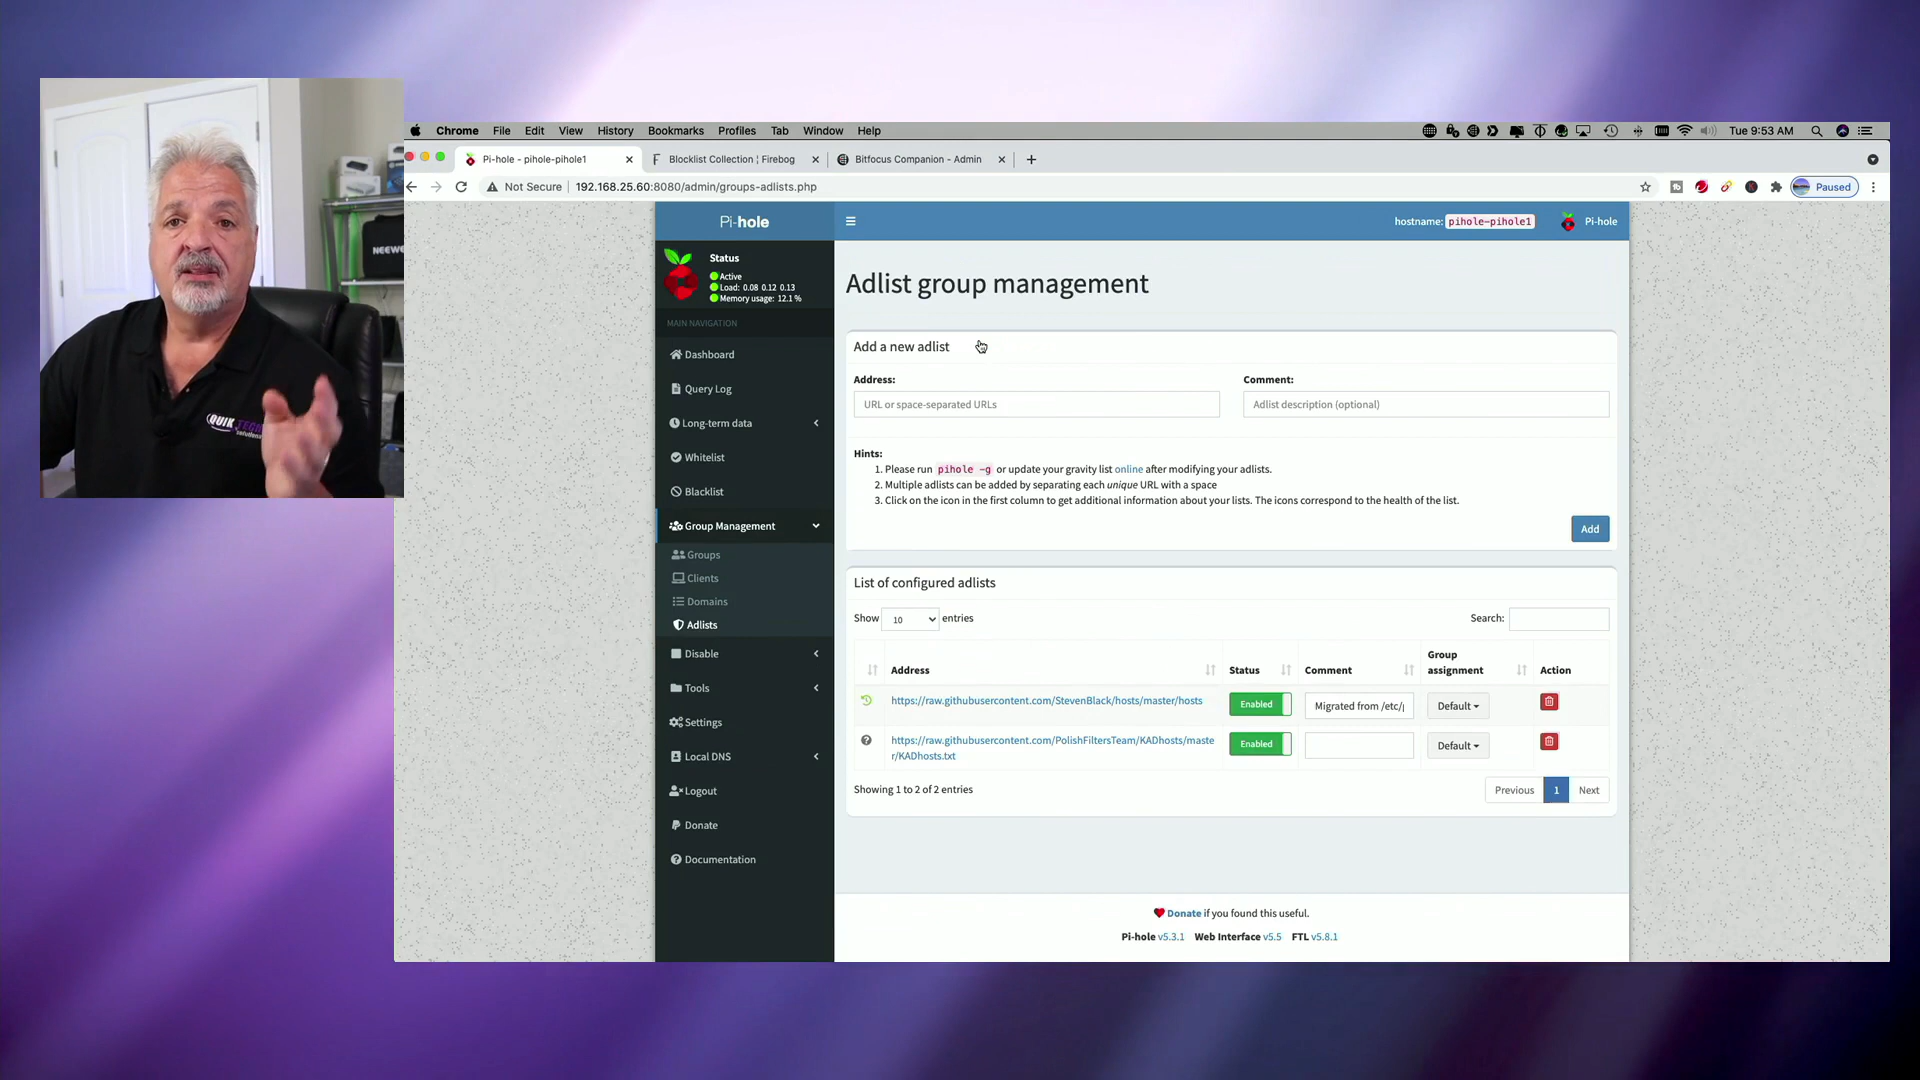 Chrome File Edit View History Bookmarks Profiles Tab Window Help Tue 9:53 AM
Pi-hole - pihole-pihole1 Blocklist Collection ¦ Firebog Bitfocus Companion - Admin
Not Secure 192.168.25.60:8080/admin/groups-adlists.php Paused
Pi-hole hostname: pihole-pihole1 Pi-hole
Status
Active
Load: 0.08 0.12 0.13
Memory usage: 12.1 %
MAIN NAVIGATION
Dashboard
Query Log
Long-term data
Whitelist
Blacklist
Group Management
Groups
Clients
Domains
Adlists
Disable
Tools
Settings
Local DNS
Logout
Donate
Documentation
Adlist group management
Add a new adlist
Address: Comment:
URL or space-separated URLs Adlist description (optional)
Hints:
1. Please run pihole -g or update your gravity list online after modifying your adlists.
2. Multiple adlists can be added by separating each unique URL with a space
3. Click on the icon in the first column to get additional information about your lists. The icons correspond to the health of the list.
Add
List of configured adlists
Show 10 entries Search:
Address Status Comment Group assignment Action
https://raw.githubusercontent.com/StevenBlack/hosts/master/hosts Enabled Migrated from /etc/p Default
https://raw.githubusercontent.com/PolishFiltersTeam/KADhosts/maste Enabled Default
r/KADhosts.txt
Showing 1 to 2 of 2 entries Previous 1 Next
Donate if you found this useful.
Pi-hole v5.3.1 Web Interface v5.5 FTL v5.8.1
NEEWE
QUIK TECH